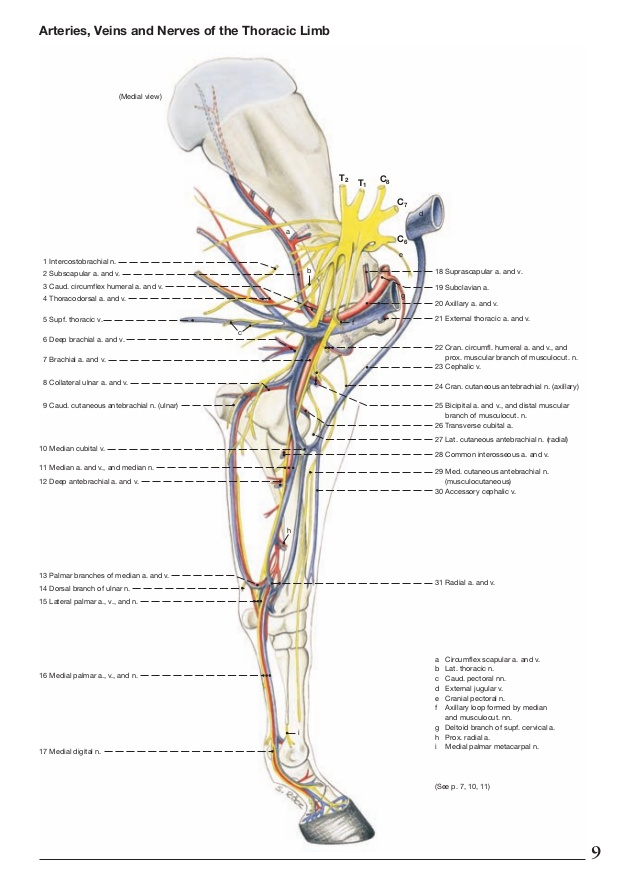 Arteries, Veins and Nerves of the Thoracic Limb
(Medial view)
T2
T1
C8
C7
C6
a
b
c
d
e
g
h
i
1 Intercostobrachial n.
2 Subscapular a. and v.
3 Caud. circumflex humeral a. and v.
4 Thoracodorsal a. and v.
5 Supf. thoracic v.
6 Deep brachial a. and v.
7 Brachial a. and v.
8 Collateral ulnar a. and v.
9 Caud. cutaneous antebrachial n. (ulnar)
10 Median cubital v.
11 Median a. and v., and median n.
12 Deep antebrachial a. and v.
13 Palmar branches of median a. and v.
14 Dorsal branch of ulnar n.
15 Lateral palmar a., v., and n.
16 Medial palmar a., v., and n.
17 Medial digital n.
18 Suprascapular a. and v.
19 Subclavian a.
20 Axillary a. and v.
21 External thoracic a. and v.
22 Cran. circumfl. humeral a. and v., and
prox. muscular branch of musculocut. n.
23 Cephalic v.
24 Cran. cutaneous antebrachial n. (axillary)
25 Bicipital a. and v., and distal muscular
branch of musculocut. n.
26 Transverse cubital a.
27 Lat. cutaneous antebrachial n. (radial)
28 Common interosseous a. and v.
29 Med. cutaneous antebrachial n.
(musculocutaneous)
30 Accessory cephalic v.
31 Radial a. and v.
a Circumflex scapular a. and v.
b Lat. thoracic n.
c Caud. pectoral nn.
d External jugular v.
e Cranial pectoral n.
f Axillary loop formed by median
and musculocut. nn.
g Deltoid branch of supf. cervical a.
h Prox. radial a.
i Medial palmar metacarpal n.
(See p. 7, 10, 11)
9